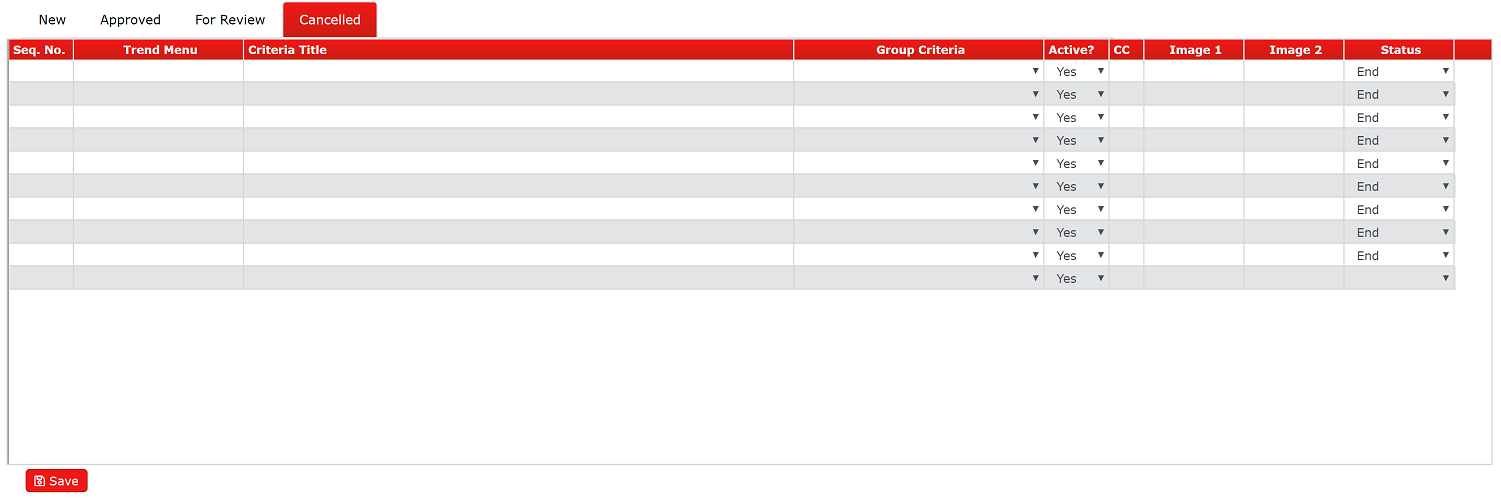 New Approved For Review Cancelled
Seq. No. Trend Menu Criteria Title Group Criteria Active? CC Image 1 Image 2 Status
Yes End
Yes End
Yes End
Yes End
Yes End
Yes End
Yes End
Yes End
Yes End
Yes
Save